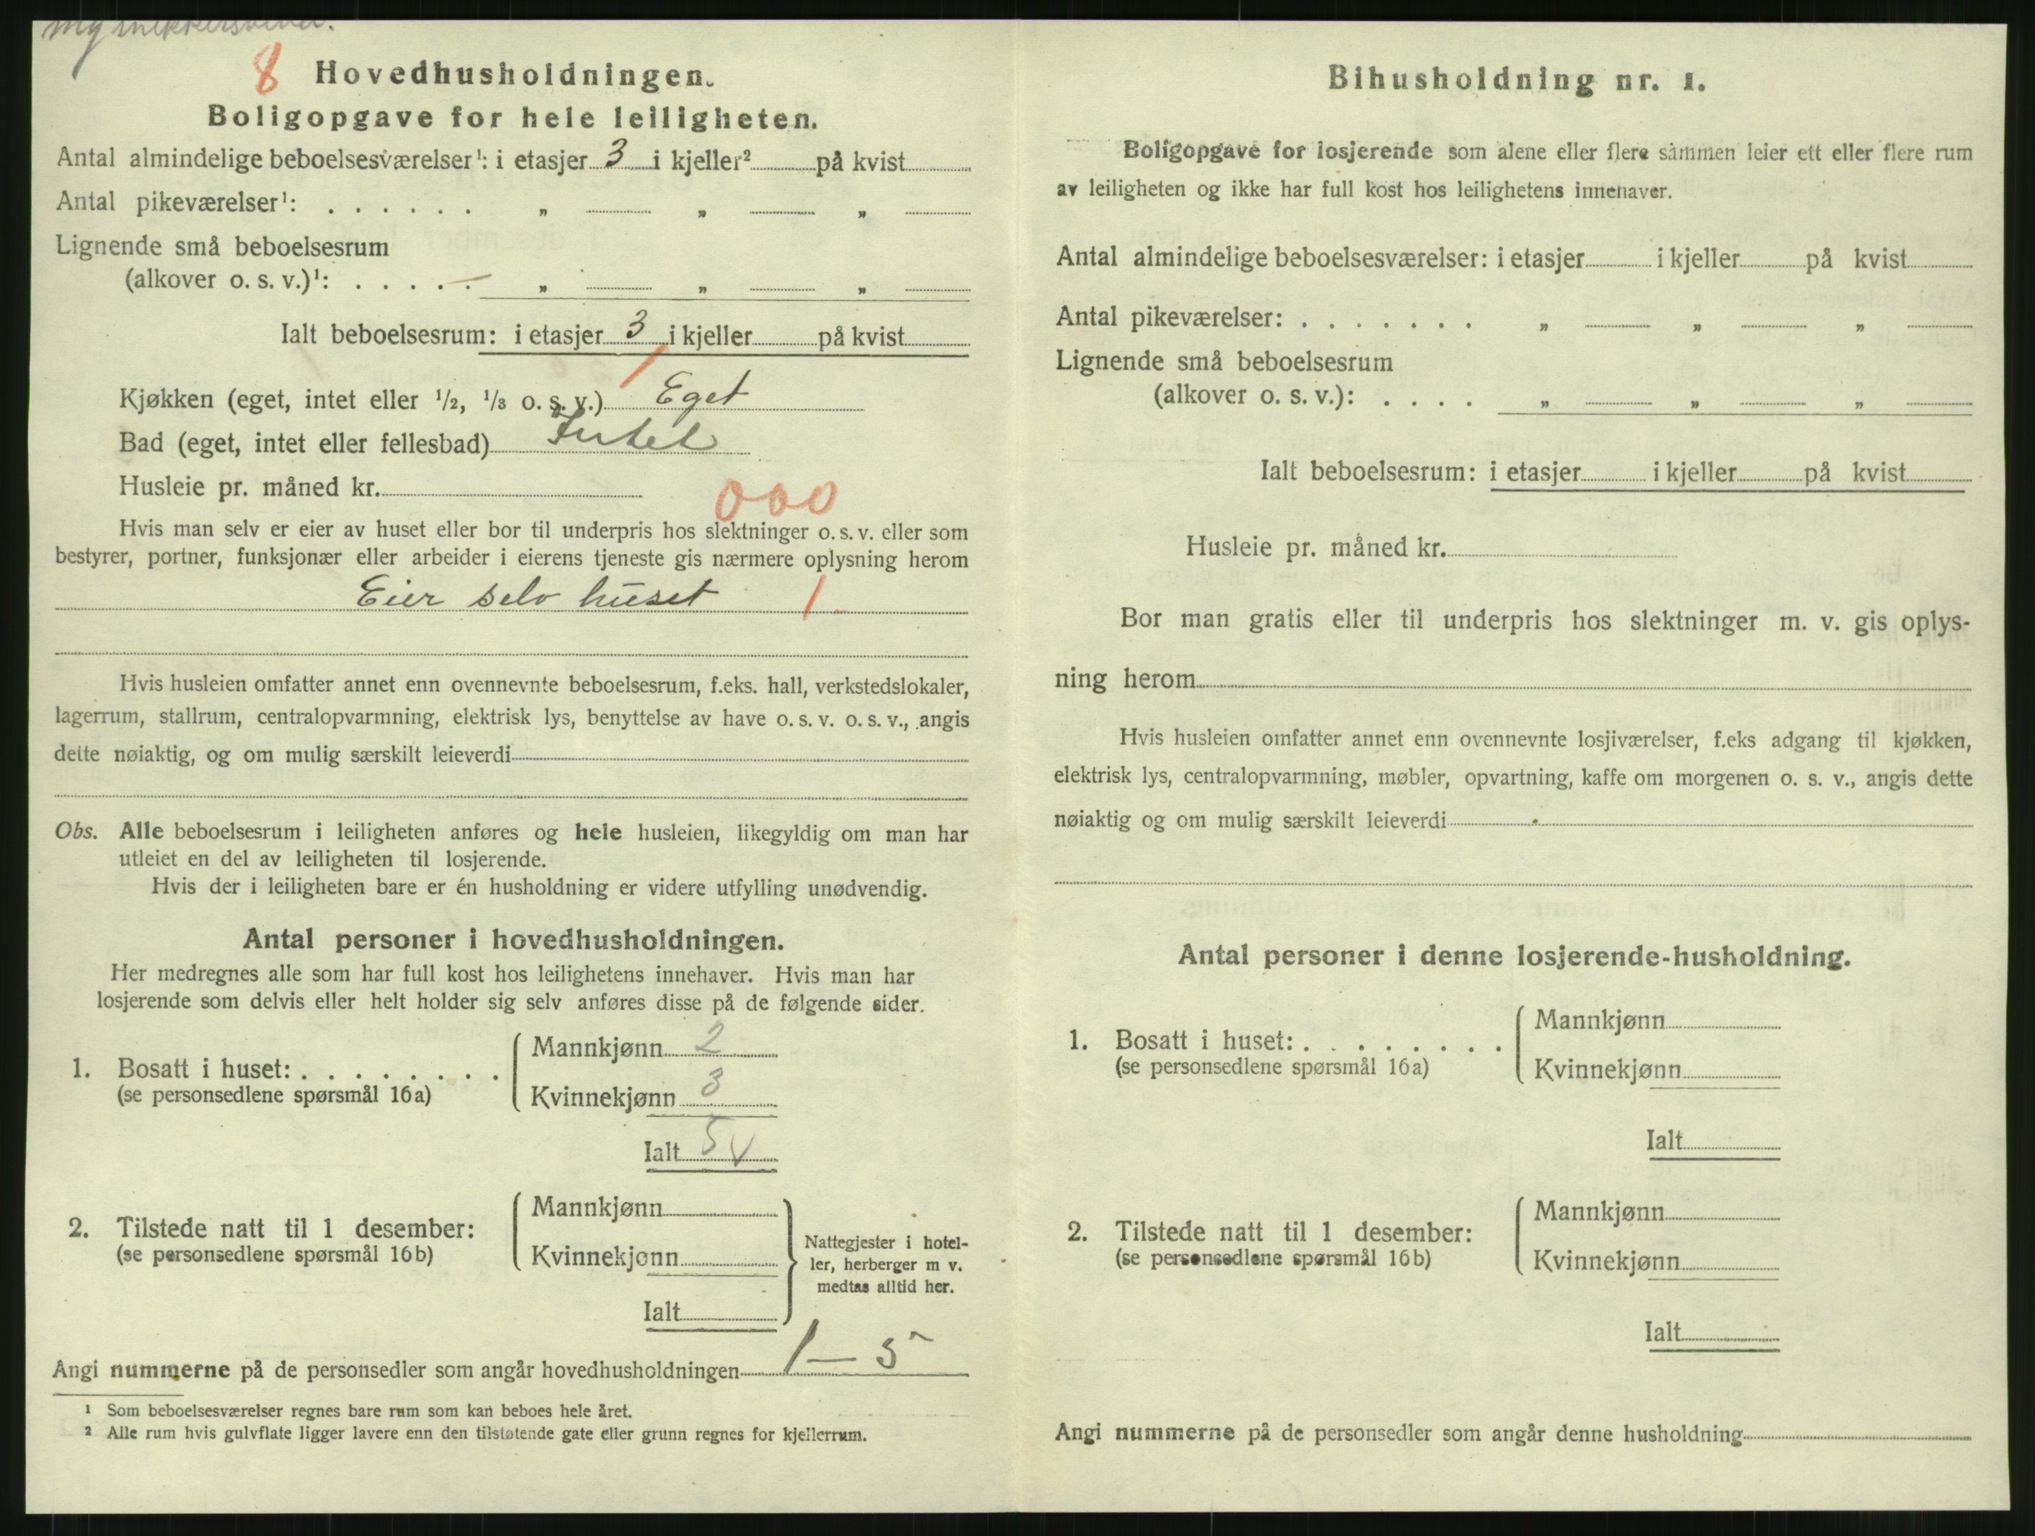 8 Hovedhusholdningen.
Boligopgave for hele leiligheten.
Antal almindelige beboelsesværelser¹: i etasjer 3 i kjeller² på kvist
Antal pikeværelser¹: . . . . . . „ „ „
Lignende små beboelsesrum
(alkover o. s. v.)¹: . . . . . „ „ „
Ialt beboelsesrum: i etasjer 3 i kjeller på kvist
1
Kjøkken (eget, intet eller ½, ⅓ o. s. v.) Eget
Bad (eget, intet eller fellesbad) Intet
Husleie pr. måned kr.
000
Hvis man selv er eier av huset eller bor til underpris hos slektninger o. s. v. eller som
bestyrer, portner, funksjonær eller arbeider i eierens tjeneste gis nærmere oplysning herom
Eier selv huset 1.
Hvis husleien omfatter annet enn ovennevnte beboelsesrum, f.eks. hall, verkstedslokaler,
lagerrum, stallrum, centralopvarmning, elektrisk lys, benyttelse av have o. s. v. o. s. v., angis
dette nøiaktig, og om mulig særskilt leieverdi
Obs. Alle beboelsesrum i leiligheten anføres og hele husleien, likegyldig om man har
utleiet en del av leiligheten til losjerende.
Hvis der i leiligheten bare er én husholdning er videre utfylling unødvendig.
Antal personer i hovedhusholdningen.
Her medregnes alle som har full kost hos leilighetens innehaver. Hvis man har
losjerende som delvis eller helt holder sig selv anføres disse på de følgende sider.
1. Bosatt i huset: . . . . . . . .
(se personsedlene spørsmål 16a)
Mannkjønn 2
Kvinnekjønn 3
Ialt 5 v
2. Tilstede natt til 1 desember:
(se personsedlene spørsmål 16b)
Mannkjønn
Kvinnekjønn
Ialt
Nattegjester i hotel-
ler, herberger m v.
medtas alltid her.
Angi nummerne på de personsedler som angår hovedhusholdningen 1 — 5
¹ Som beboelsesværelser regnes bare rum som kan beboes hele året.
² Alle rum hvis gulvflate ligger lavere enn den tilstøtende gate eller grunn regnes for kjellerrum.
Bihusholdning nr. 1.
Boligopgave for losjerende som alene eller flere sammen leier ett eller flere rum
av leiligheten og ikke har full kost hos leilighetens innehaver.
Antal almindelige beboelsesværelser: i etasjer i kjeller på kvist
Antal pikeværelser: . . . . . . . „ „ „
Lignende små beboelsesrum
(alkover o. s. v.): . . . . „ „ „
Ialt beboelsesrum: i etasjer i kjeller på kvist
Husleie pr. måned kr.
Bor man gratis eller til underpris hos slektninger m. v. gis oplys-
ning herom
Hvis husleien omfatter annet enn ovennevnte losjiværelser, f.eks adgang til kjøkken,
elektrisk lys, centralopvarmning, møbler, opvartning, kaffe om morgenen o. s. v., angis dette
nøiaktig og om mulig særskilt leieverdi
Antal personer i denne losjerende-husholdning.
1. Bosatt i huset: . . . . . . . .
(se personsedlene spørsmål 16a)
Mannkjønn
Kvinnekjønn
Ialt
2. Tilstede natt til 1 desember:
(se personsedlene spørsmål 16b)
Mannkjønn
Kvinnekjønn
Ialt
Angi nummerne på de personsedler som angår denne husholdning